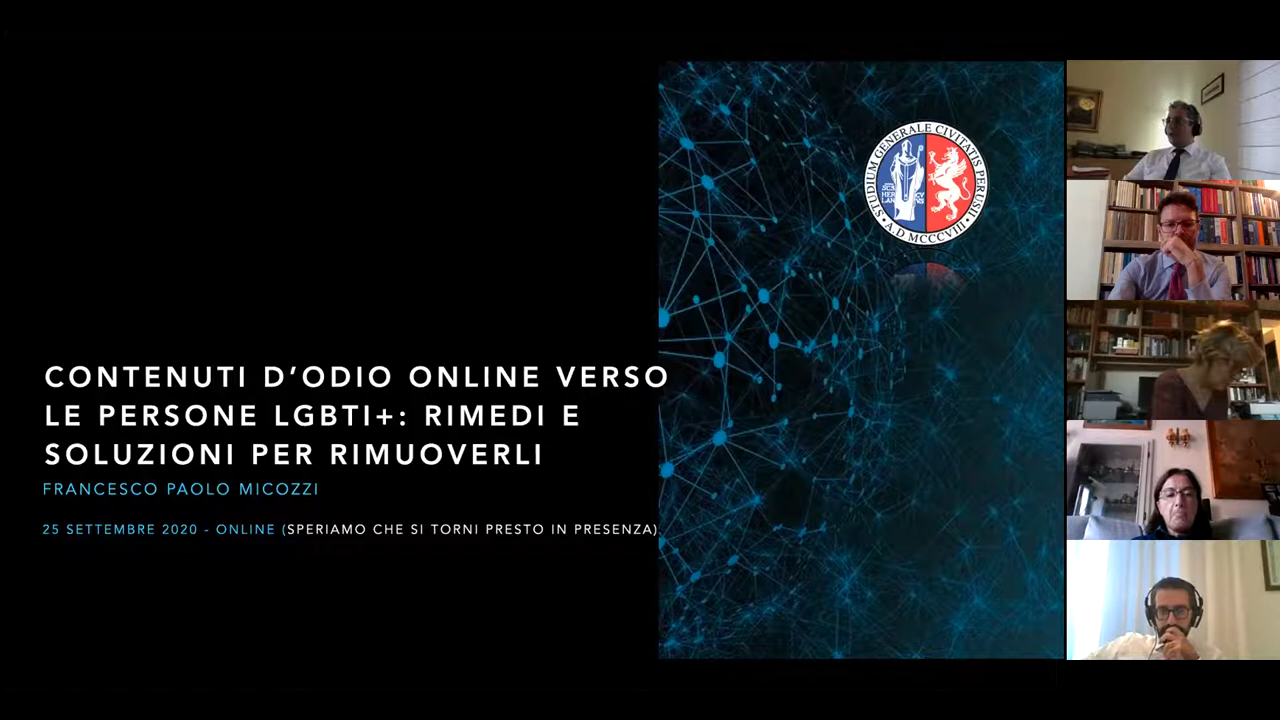 CONTENUTI D’ODIO ONLINE VERSO
LE PERSONE LGBTI+: RIMEDI E
SOLUZIONI PER RIMUOVERLI
FRANCESCO PAOLO MICOZZI
25 SETTEMBRE 2020 - ONLINE (SPERIAMO CHE SI TORNI PRESTO IN PRESENZA)
STUDIUM GENERALE CIVITATIS PERUSII
A.D MCCCVIII